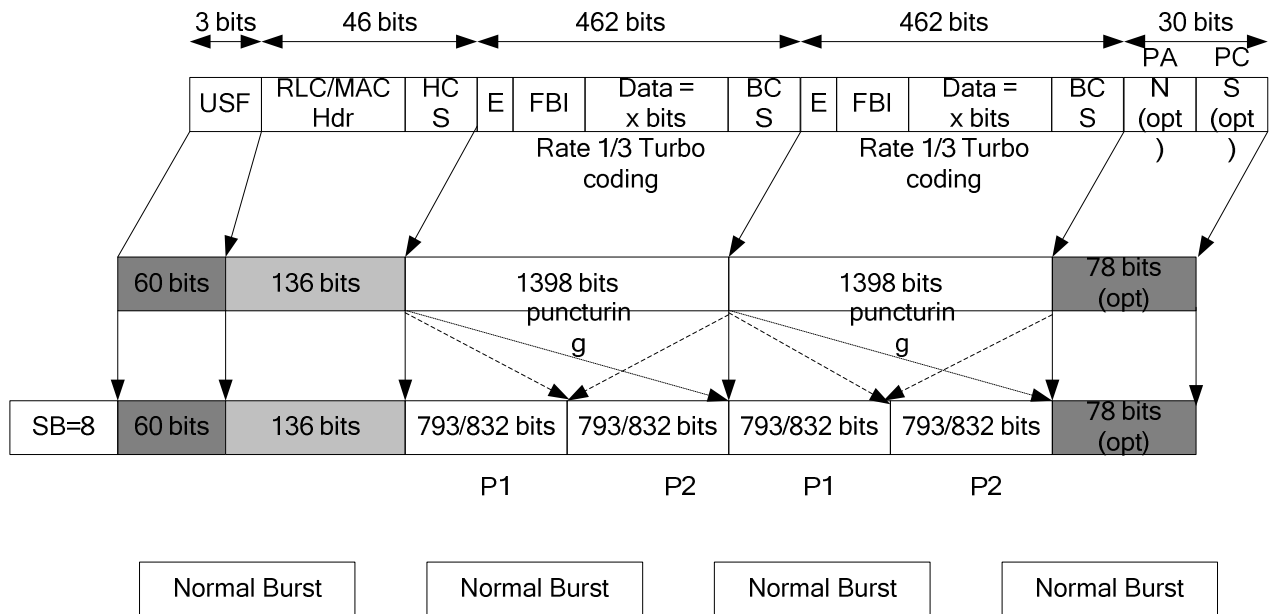 3 bits 46 bits 462 bits 462 bits 30 bits
USF
RLC/MAC
Hdr
HC
S
E
FBI
Data =
x bits
BC
S
E
FBI
Data =
x bits
BC
S
PA
N
(opt
)
PC
S
(opt
)
Rate 1/3 Turbo
coding
Rate 1/3 Turbo
coding
60 bits
136 bits
1398 bits
puncturin
g
1398 bits
puncturin
g
78 bits
(opt)
SB=8
60 bits
136 bits
793/832 bits
793/832 bits
793/832 bits
793/832 bits
78 bits
(opt)
P1 P2 P1 P2
Normal Burst Normal Burst Normal Burst Normal Burst